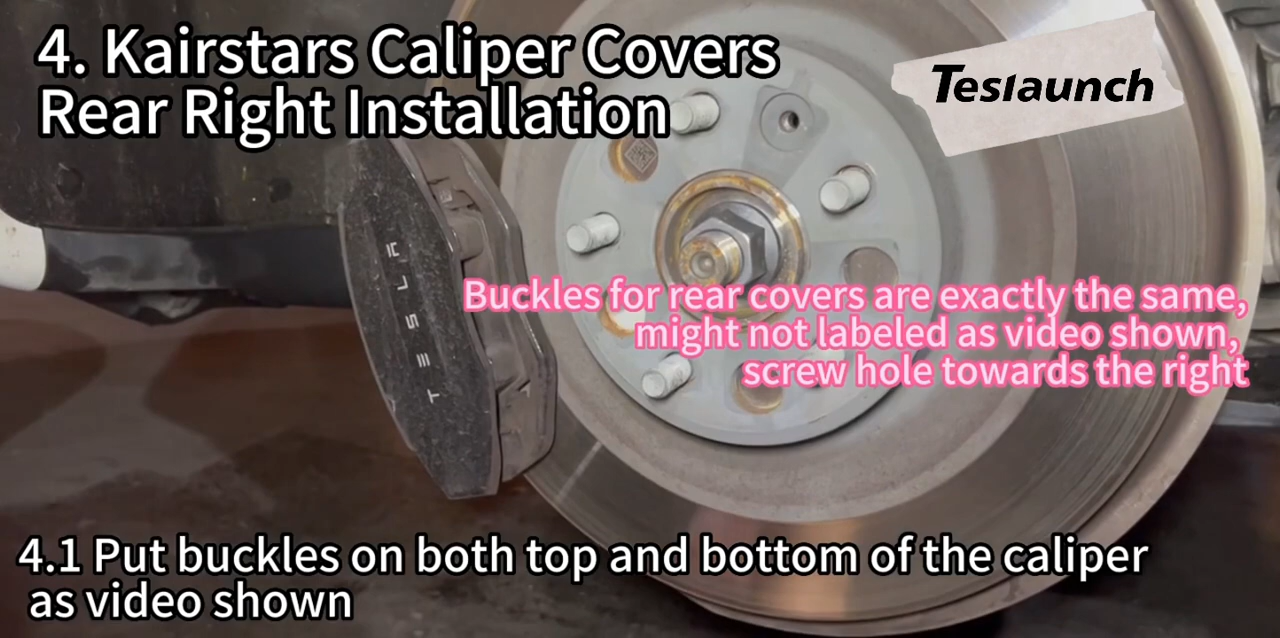 4. Kairstars Caliper Covers
Rear Right Installation
Teslaunch
TESLA
Buckles for rear covers are exactly the same,
might not labeled as video shown,
screw hole towards the right
4.1 Put buckles on both top and bottom of the caliper
as video shown